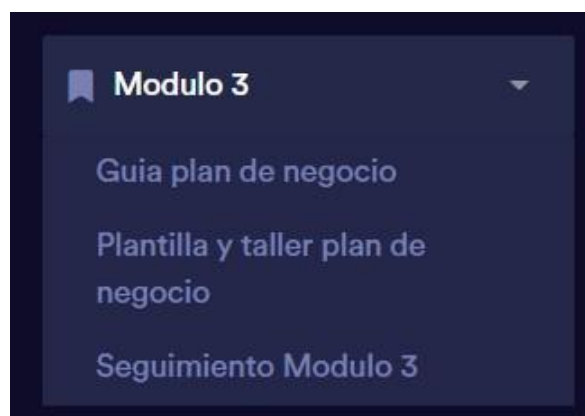 Modulo 3
Guia plan de negocio
Plantilla y taller plan de
negocio
Seguimiento Modulo 3